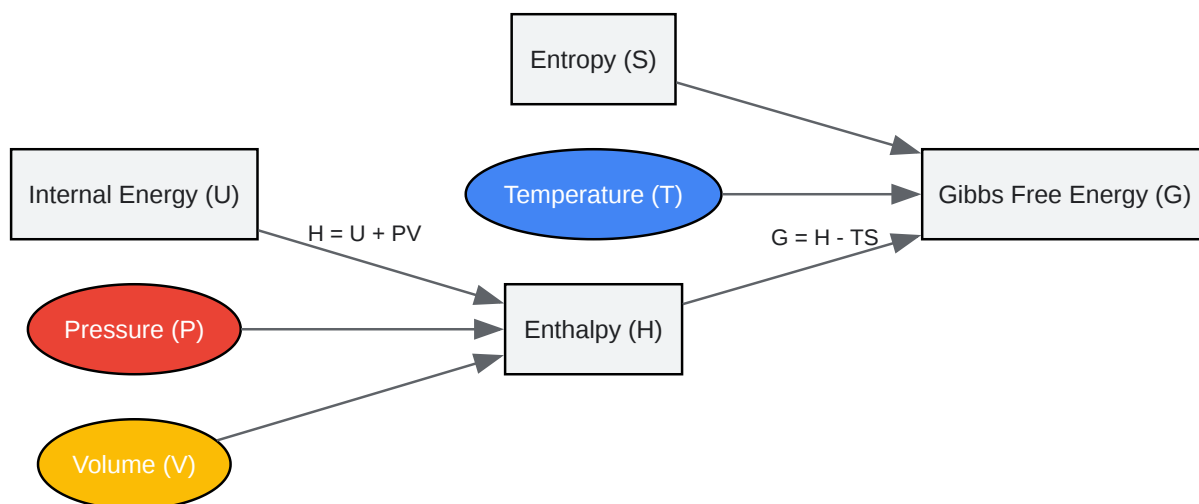 Entropy (S)
Internal Energy (U)
Temperature (T)
Gibbs Free Energy (G)
H = U + PV
G = H - TS
Pressure (P)
Enthalpy (H)
Volume (V)